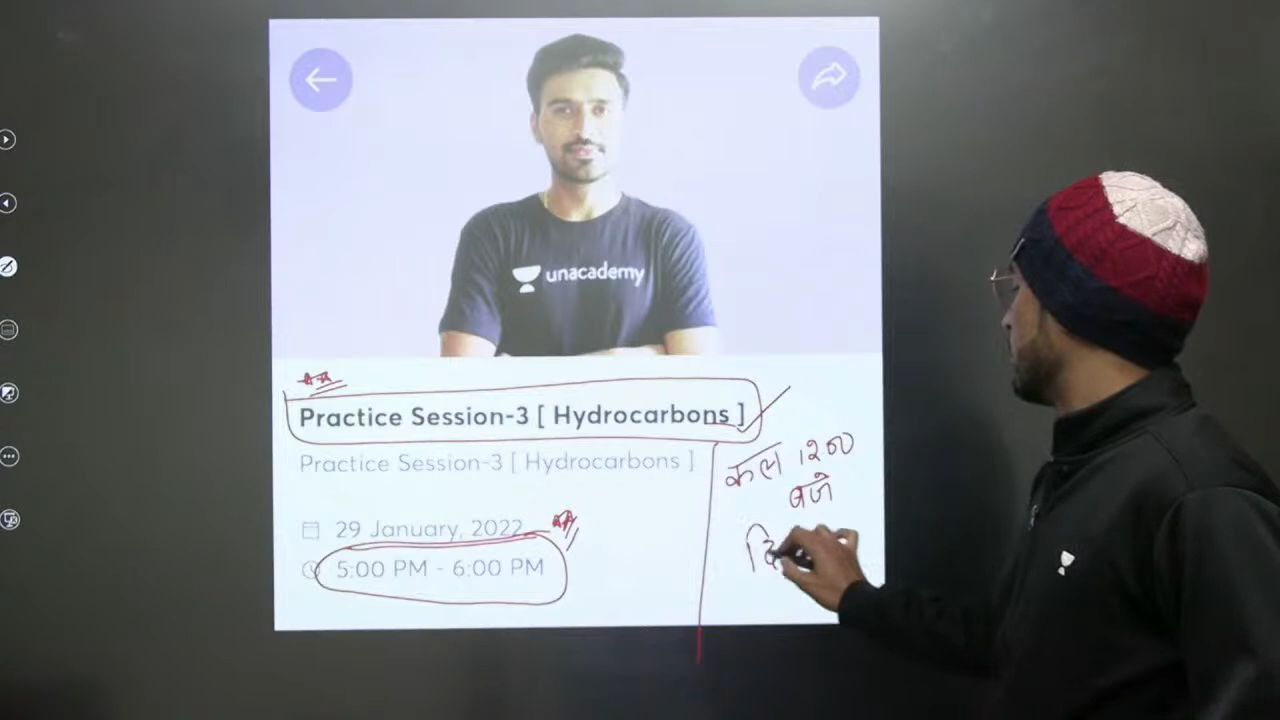 unacademy
Practice Session-3 [ Hydrocarbons ]
Practice Session-3 [ Hydrocarbons ]
29 January, 2022
5:00 PM - 6:00 PM
कल 1200
बजे